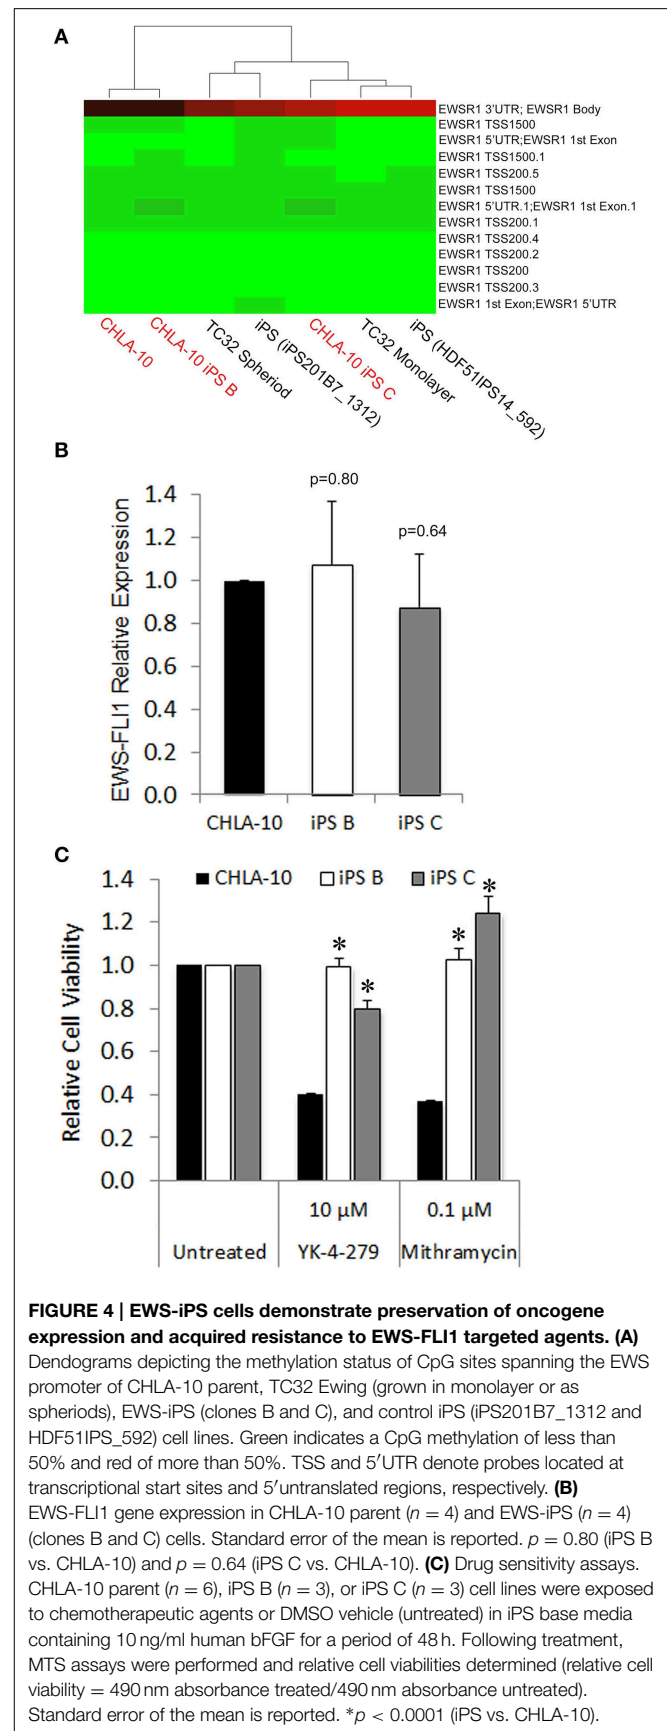 A
EWSR1 3'UTR; EWSR1 Body
EWSR1 TSS1500
EWSR1 5'UTR;EWSR1 1st Exon
EWSR1 TSS1500.1
EWSR1 TSS200.5
EWSR1 TSS1500
EWSR1 5'UTR.1;EWSR1 1st Exon.1
EWSR1 TSS200.1
EWSR1 TSS200.4
EWSR1 TSS200.2
EWSR1 TSS200
EWSR1 TSS200.3
EWSR1 1st Exon;EWSR1 5'UTR
CHLA-10
CHLA-10 iPS B
TC32 Spheriod
iPS (iPS201B7_1312)
CHLA-10 iPS C
TC32 Monolayer
iPS (HDF51IPS14_592)
B
EWS-FLI1 Relative Expression
1.4
1.2
1.0
0.8
0.6
0.4
0.2
0.0
p=0.80
p=0.64
CHLA-10 iPS B iPS C
C
Relative Cell Viability
1.4
1.2
1.0
0.8
0.6
0.4
0.2
0.0
CHLA-10 iPS B iPS C
* * * *
10 µM 0.1 µM
Untreated YK-4-279 Mithramycin
FIGURE 4 | EWS-iPS cells demonstrate preservation of oncogene
expression and acquired resistance to EWS-FLI1 targeted agents. (A)
Dendograms depicting the methylation status of CpG sites spanning the EWS
promoter of CHLA-10 parent, TC32 Ewing (grown in monolayer or as
spheriods), EWS-iPS (clones B and C), and control iPS (iPS201B7_1312 and
HDF51IPS_592) cell lines. Green indicates a CpG methylation of less than
50% and red of more than 50%. TSS and 5′UTR denote probes located at
transcriptional start sites and 5′untranslated regions, respectively. (B)
EWS-FLI1 gene expression in CHLA-10 parent (n = 4) and EWS-iPS (n = 4)
(clones B and C) cells. Standard error of the mean is reported. p = 0.80 (iPS B
vs. CHLA-10) and p = 0.64 (iPS C vs. CHLA-10). (C) Drug sensitivity assays.
CHLA-10 parent (n = 6), iPS B (n = 3), or iPS C (n = 3) cell lines were exposed
to chemotherapeutic agents or DMSO vehicle (untreated) in iPS base media
containing 10 ng/ml human bFGF for a period of 48 h. Following treatment,
MTS assays were performed and relative cell viabilities determined (relative cell
viability = 490 nm absorbance treated/490 nm absorbance untreated).
Standard error of the mean is reported. *p < 0.0001 (iPS vs. CHLA-10).